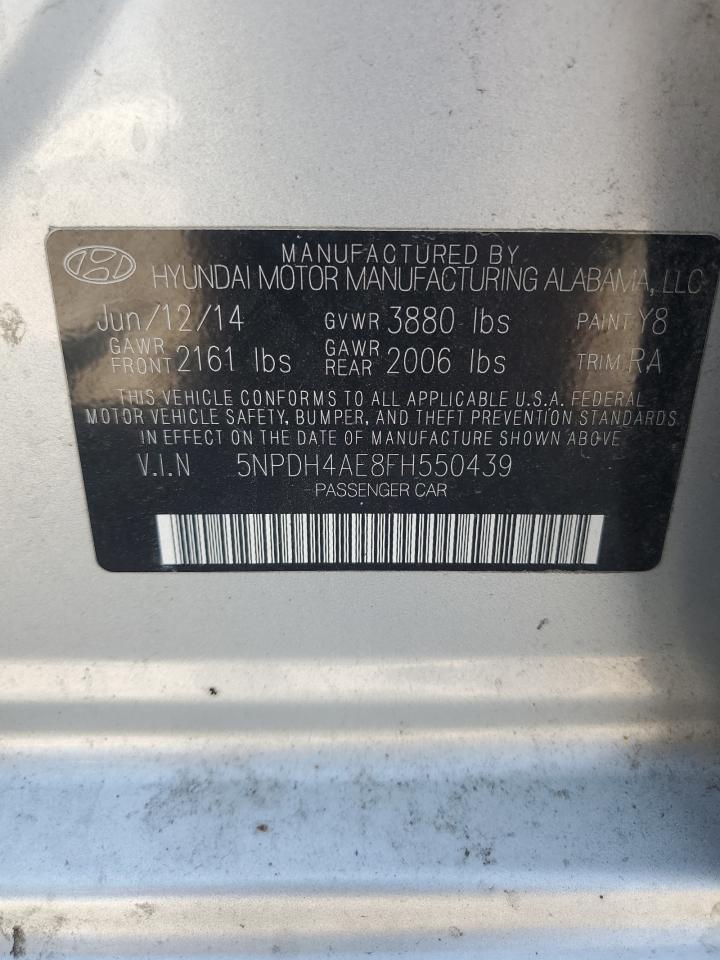 MANUFACTURED BY
HYUNDAI MOTOR MANUFACTURING ALABAMA, LLC
Jun/12/14 GVWR 3880 lbs PAINT Y8
GAWR FRONT 2161 lbs GAWR REAR 2006 lbs TRIM RA
THIS VEHICLE CONFORMS TO ALL APPLICABLE U.S.A. FEDERAL
MOTOR VEHICLE SAFETY, BUMPER, AND THEFT PREVENTION STANDARDS
IN EFFECT ON THE DATE OF MANUFACTURE SHOWN ABOVE.
V.I.N 5NPDH4AE8FH550439
PASSENGER CAR